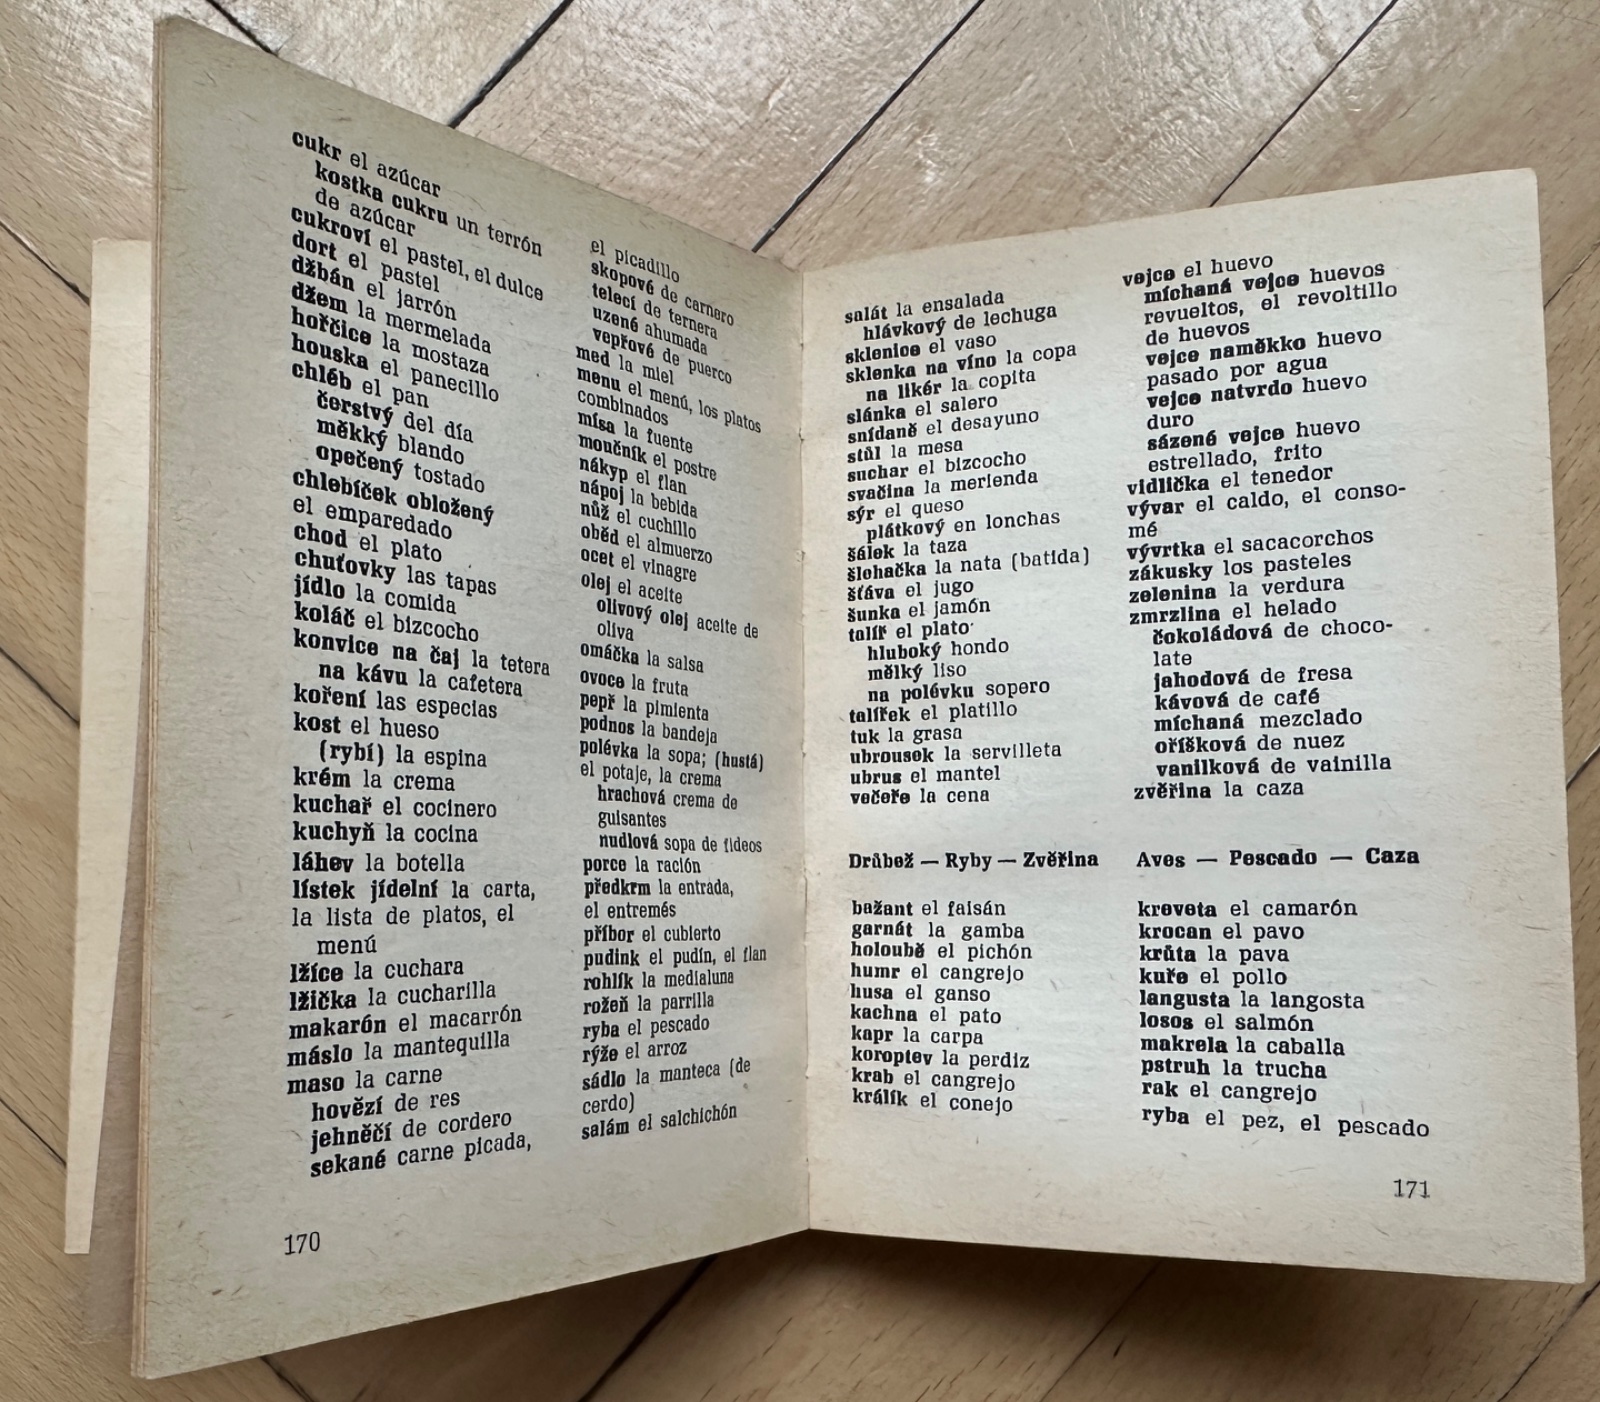 cukr el azúcar
kostka cukru un terrón
de azúcar
cukroví el pastel, el dulce
dort el pastel
džbán el jarrón
džem la mermelada
hořčice la mostaza
houska el panecillo
chléb el pan
čerstvý del día
měkký blando
opečený tostado
chlebíček obložený
el emparedado
chod el plato
chuťovky las tapas
jídlo la comida
koláč el bizcocho
konvice na čaj la tetera
na kávu la cafetera
koření las especias
kost el hueso
(rybí) la espina
krém la crema
kuchař el cocinero
kuchyň la cocina
láhev la botella
lístek jídelní la carta,
la lista de platos, el
menú
lžíce la cuchara
lžička la cucharilla
makarón el macarrón
máslo la mantequilla
maso la carne
hovězí de res
jehněčí de cordero
sekané carne picada,
el picadillo
skopové de carnero
telecí de ternera
uzené ahumada
vepřové de puerco
med la miel
menu el menú, los platos
combinados
mísa la fuente
moučník el postre
nákyp el flan
nápoj la bebida
nůž el cuchillo
oběd el almuerzo
ocet el vinagre
olej el aceite
olivový olej aceite de
oliva
omáčka la salsa
ovoce la fruta
pepř la pimienta
podnos la bandeja
polévka la sopa; (hustá)
el potaje, la crema
hrachová crema de
guisantes
nudlová sopa de fideos
porce la ración
předkrm la entrada,
el entremés
příbor el cubierto
pudink el pudín, el flan
rohlík la medialuna
rožeň la parrilla
ryba el pescado
rýže el arroz
sádlo la manteca (de
cerdo)
salám el salchichón
170
salát la ensalada
hlávkový de lechuga
sklenice el vaso
sklenka na víno la copa
na likér la copita
slánka el salero
snídaně el desayuno
stůl la mesa
suchar el bizcocho
svačina la merienda
sýr el queso
plátkový en lonchas
šálek la taza
šlehačka la nata (batida)
šťáva el jugo
šunka el jamón
talíř el plato
hluboký hondo
mělký liso
na polévku sopero
talířek el platillo
tuk la grasa
ubrousek la servilleta
ubrus el mantel
večeře la cena
vejce el huevo
míchaná vejce huevos
revueltos, el revoltillo
de huevos
vejce naměkko huevo
pasado por agua
vejce natvrdo huevo
duro
sázené vejce huevo
estrellado, frito
vidlička el tenedor
vývar el caldo, el conso-
mé
vývrtka el sacacorchos
zákusky los pasteles
zelenina la verdura
zmrzlina el helado
čokoládová de choco-
late
jahodová de fresa
kávová de café
míchaná mezclado
oříšková de nuez
vanilková de vainilla
zvěřina la caza
Drůbež — Ryby — Zvěřina
Aves — Pescado — Caza
bažant el faisán
garnát la gamba
holoubě el pichón
humr el cangrejo
husa el ganso
kachna el pato
kapr la carpa
koroptev la perdiz
krab el cangrejo
králík el conejo
kreveta el camarón
krocan el pavo
krůta la pava
kuře el pollo
langusta la langosta
losos el salmón
makrela la caballa
pstruh la trucha
rak el cangrejo
ryba el pez, el pescado
171